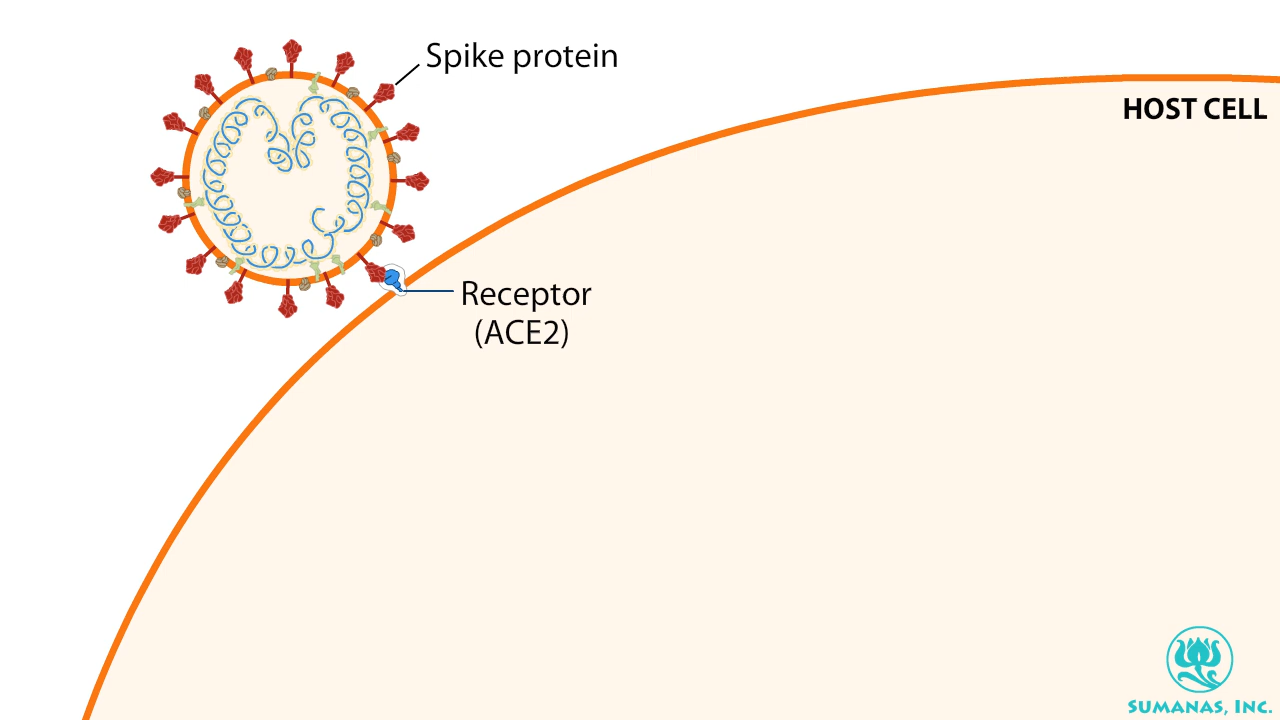 Spike protein
HOST CELL
Receptor
(ACE2)
SUMANAS, INC.